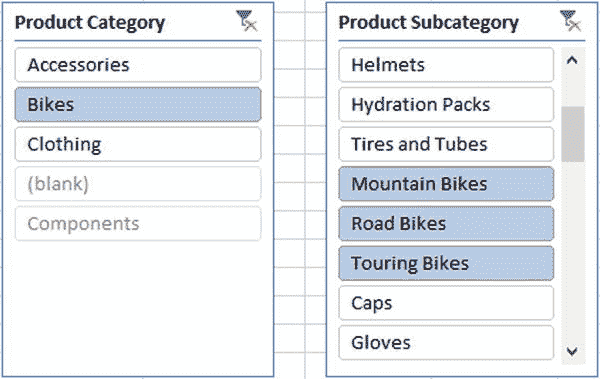 Product Category
Accessories
Bikes
Clothing
(blank)
Components
Product Subcategory
Helmets
Hydration Packs
Tires and Tubes
Mountain Bikes
Road Bikes
Touring Bikes
Caps
Gloves